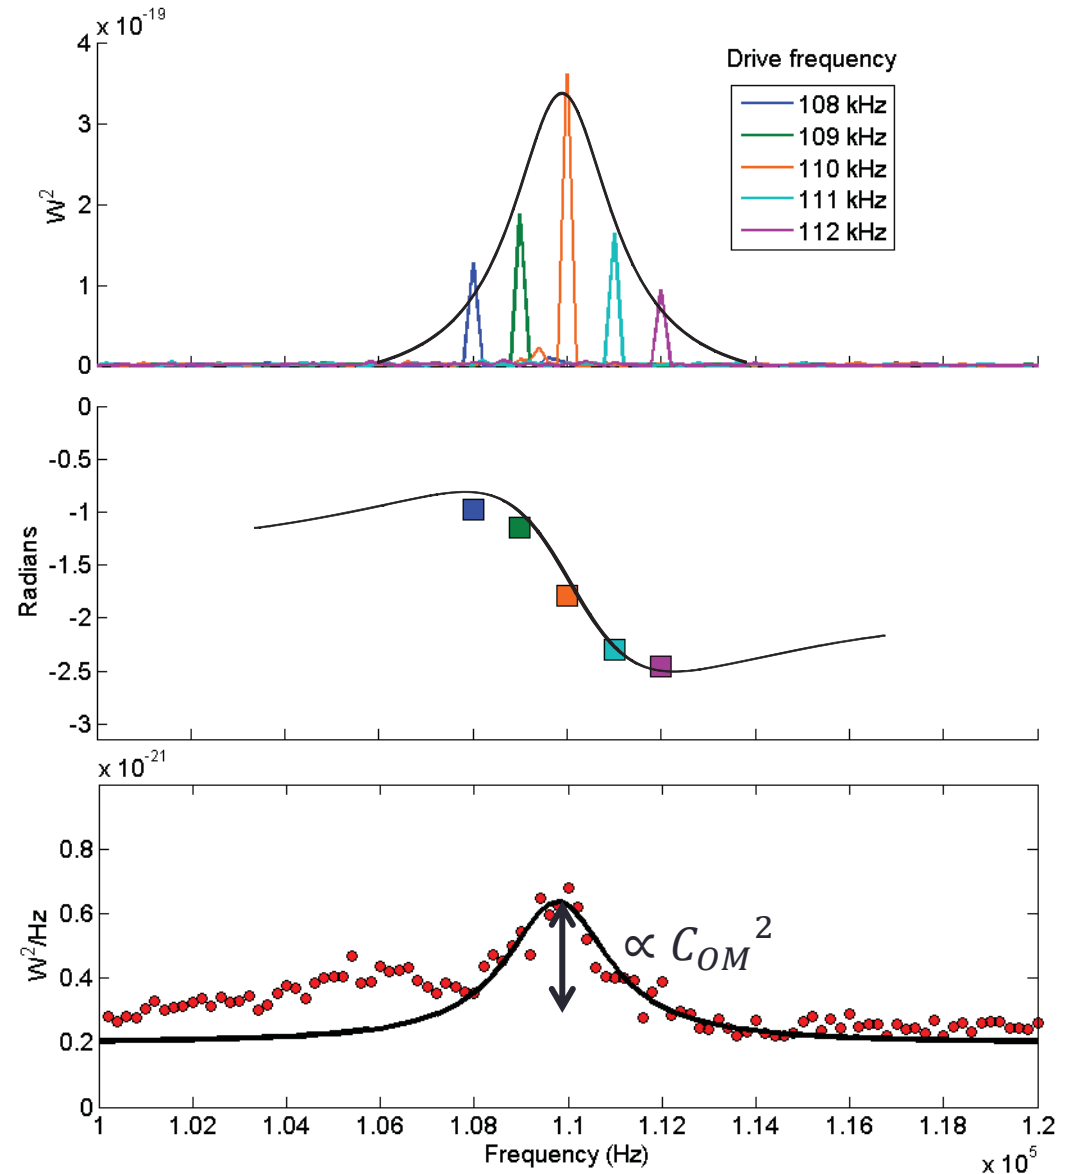 x 10^-19
4
3
2
1
0
W^2
Drive frequency
108 kHz
109 kHz
110 kHz
111 kHz
112 kHz
0
-0.5
-1
-1.5
-2
-2.5
-3
Radians
x 10^-21
0.8
0.6
0.4
0.2
0
W^2/Hz
∝ C_OM^2
1 1.02 1.04 1.06 1.08 1.1 1.12 1.14 1.16 1.18 1.2
Frequency (Hz)
x 10^5